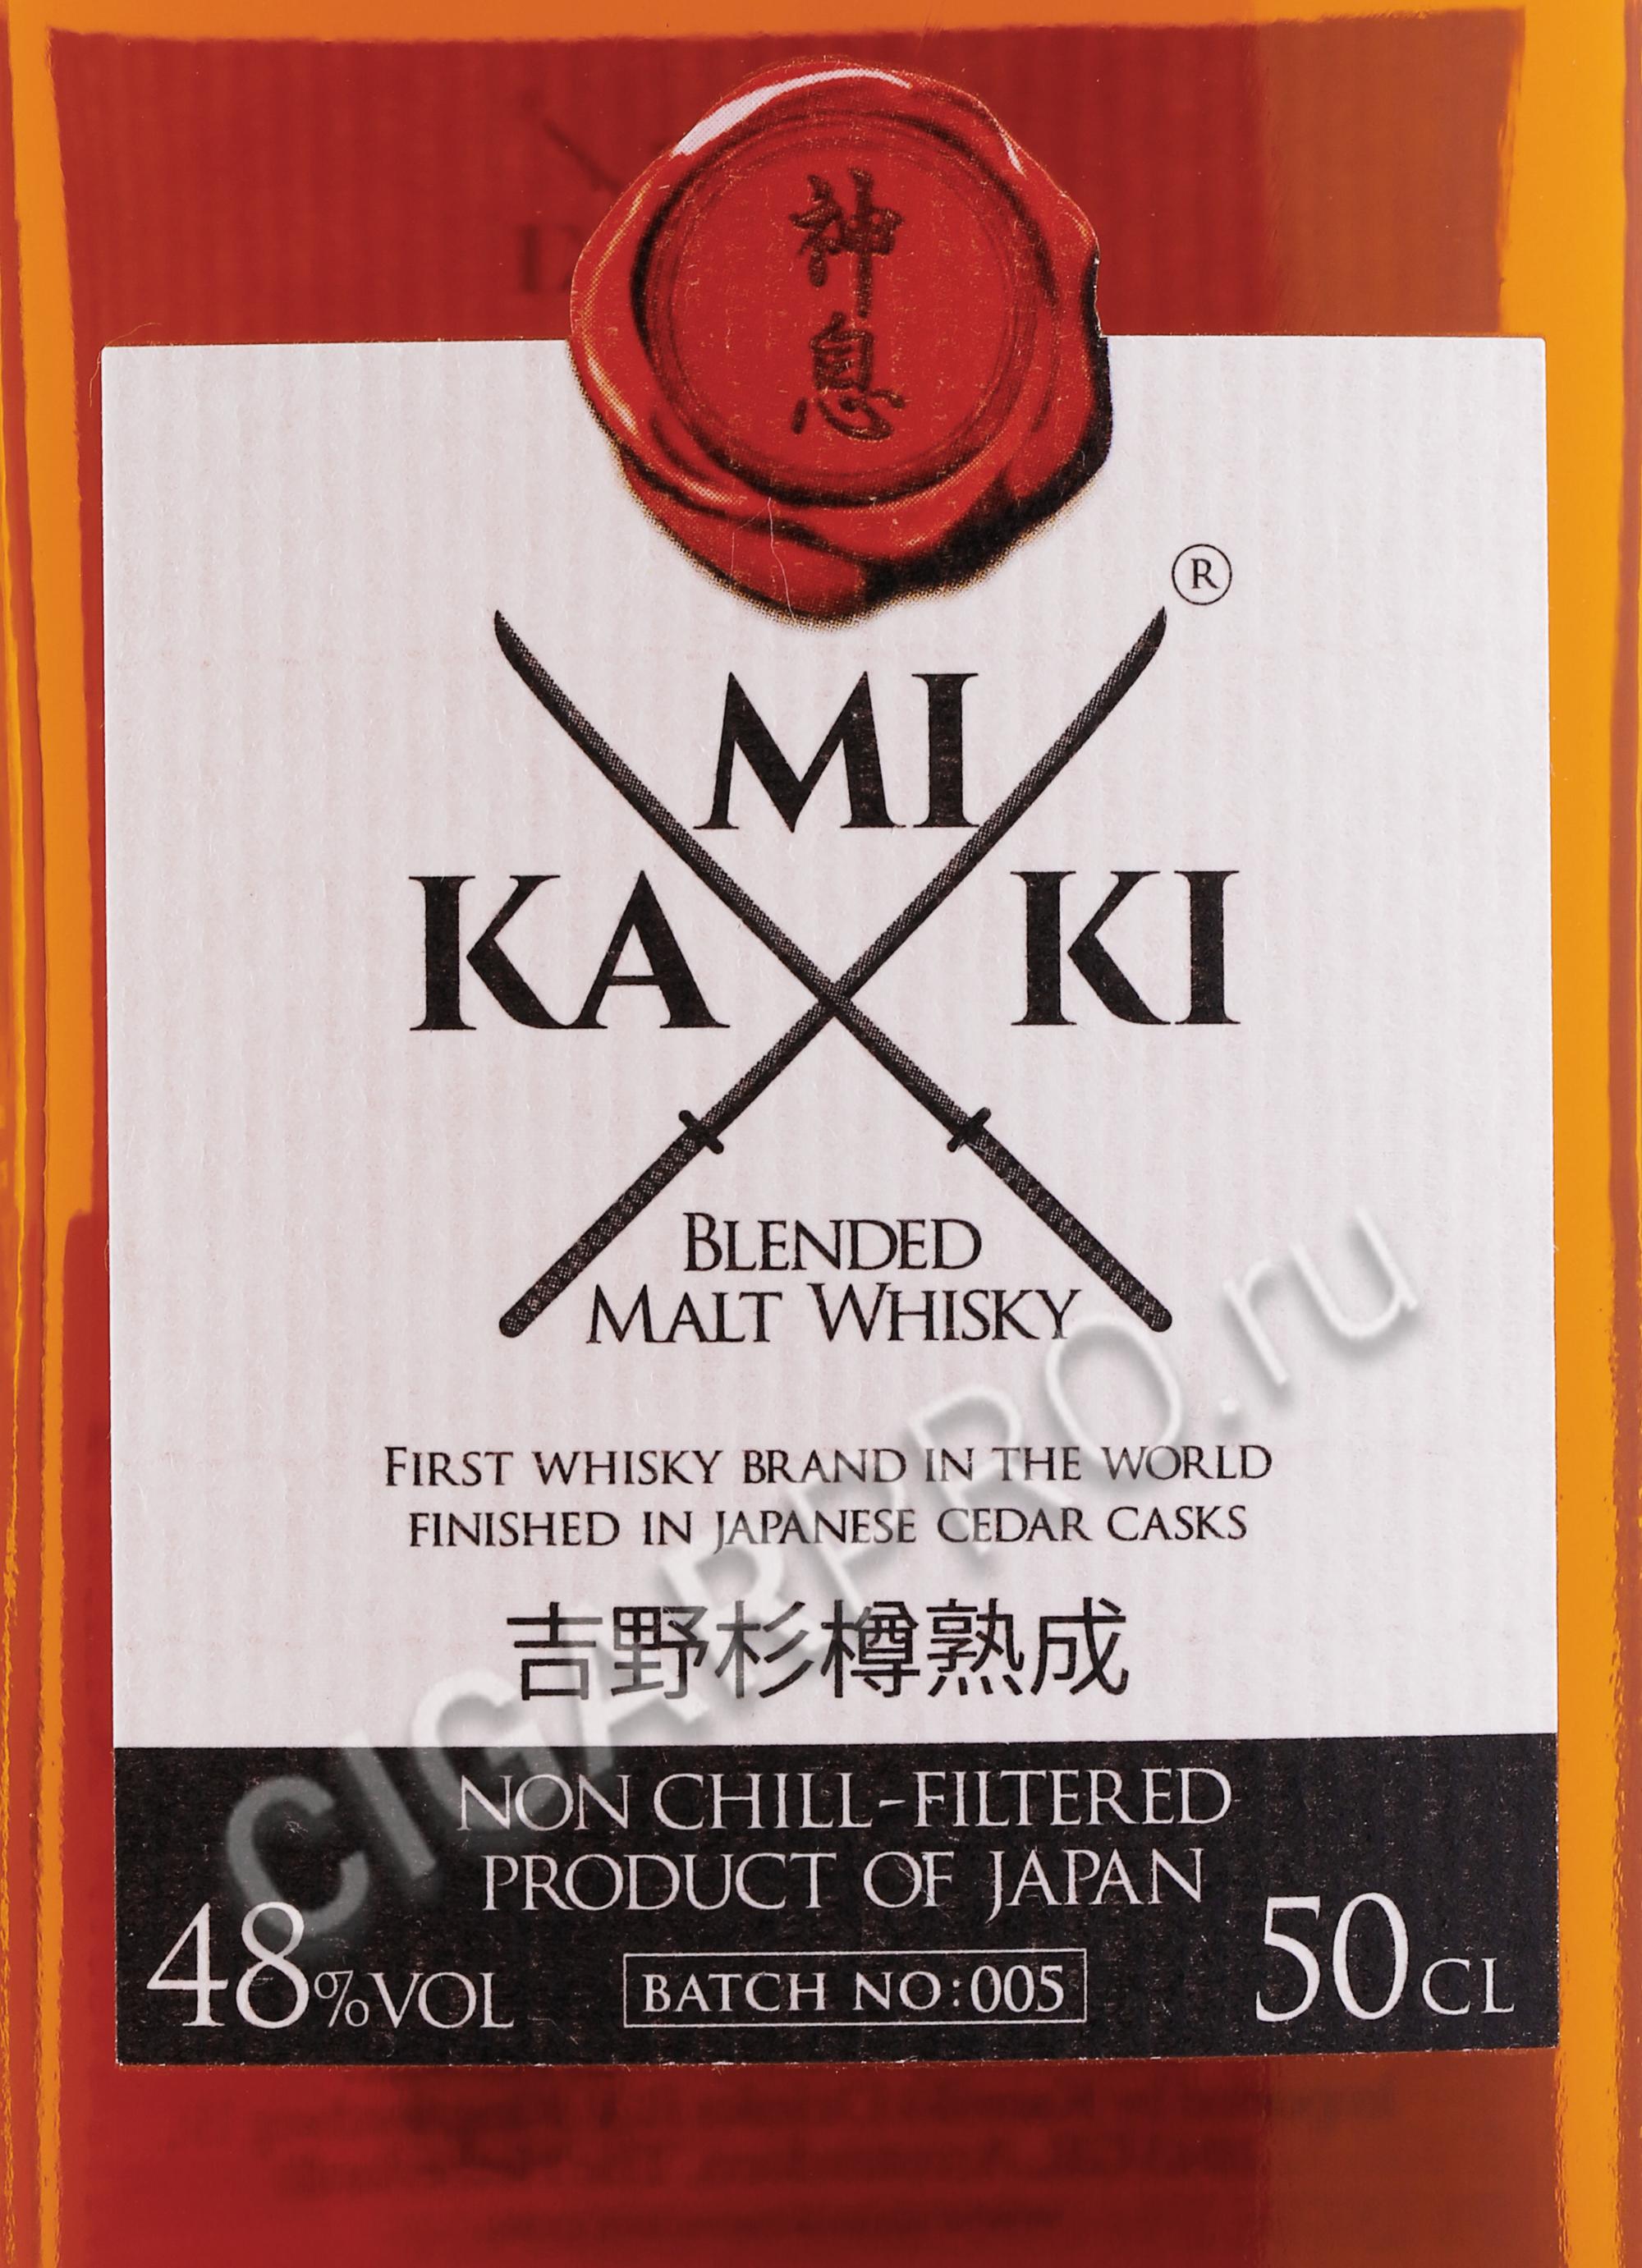 神
息
®
MI
KA KI
BLENDED
MALT WHISKY
FIRST WHISKY BRAND IN THE WORLD
FINISHED IN JAPANESE CEDAR CASKS
吉野杉樽熟成
CIGARPRO.ru
NON CHILL-FILTERED
PRODUCT OF JAPAN
48%VOL
BATCH NO:005
50CL